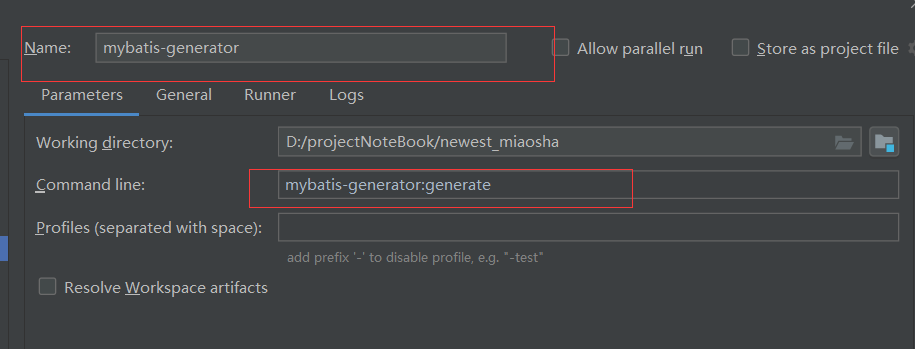 Name: mybatis-generator Allow parallel run Store as project file
Parameters General Runner Logs
Working directory: D:/projectNoteBook/newest_miaosha
Command line: mybatis-generator:generate
Profiles (separated with space):
add prefix '-' to disable profile, e.g. "-test"
Resolve Workspace artifacts